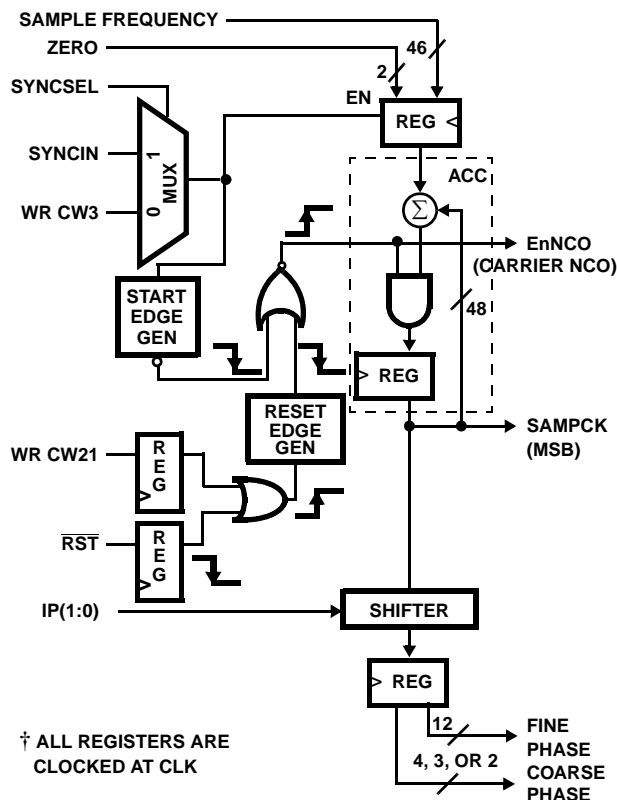 SAMPLE FREQUENCY
ZERO
46
2
SYNCSEL
EN
REG
SYNCIN
1
MUX
0
WR CW3
ACC
Σ
EnNCO
(CARRIER NCO)
START
EDGE
GEN
48
REG
RESET
EDGE
GEN
SAMPCK
(MSB)
WR CW21
REG
RST
REG
IP(1:0)
SHIFTER
REG
12
FINE
PHASE
4, 3, OR 2
COARSE
PHASE
† ALL REGISTERS ARE
CLOCKED AT CLK